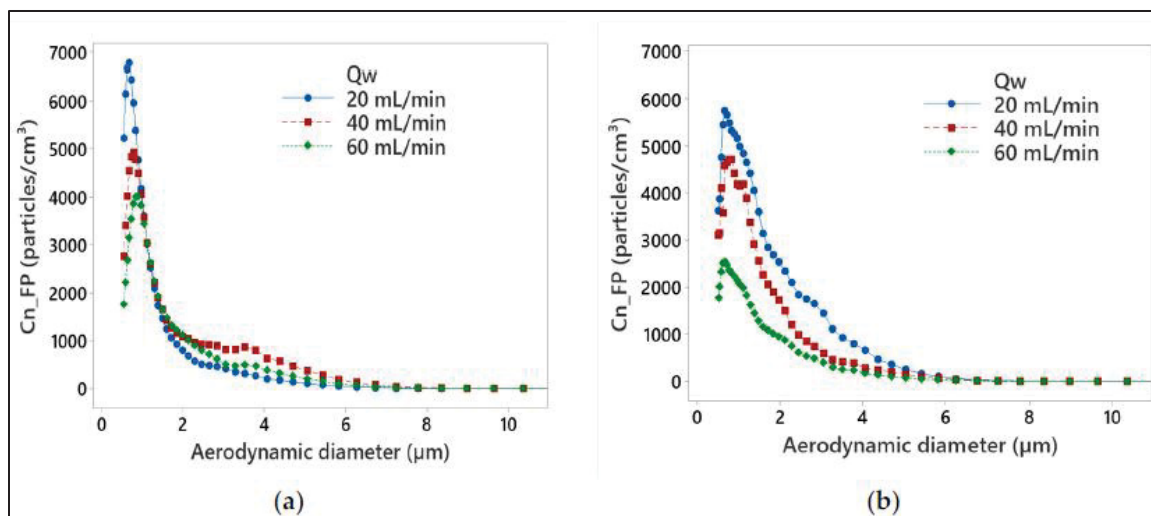 7000
6000
5000
4000
3000
2000
1000
0
Cn_FP (particles/cm³)
Qw
20 mL/min
40 mL/min
60 mL/min
0 2 4 6 8 10
Aerodynamic diameter (µm)
(a)
7000
6000
5000
4000
3000
2000
1000
0
Cn_FP (particles/cm³)
Qw
20 mL/min
40 mL/min
60 mL/min
0 2 4 6 8 10
Aerodynamic diameter (µm)
(b)